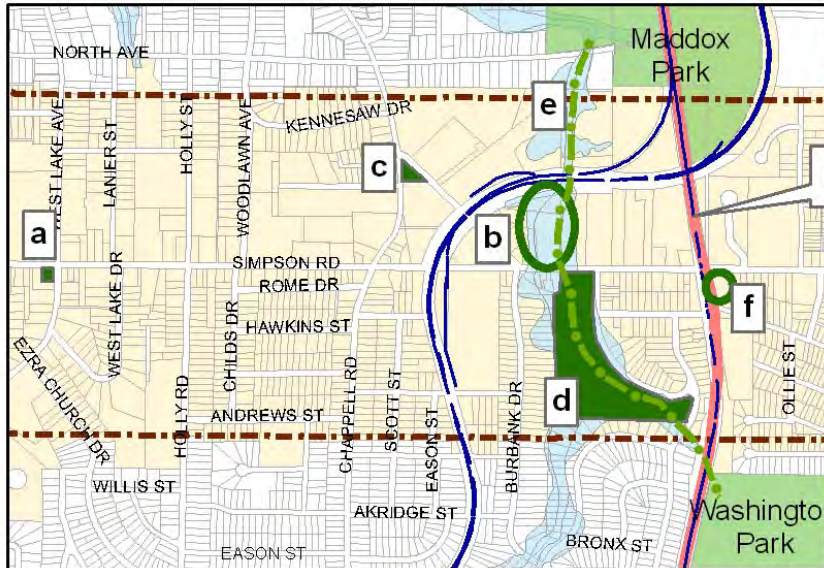 NORTH AVE
Maddox
Park
WEST LAKE AVE
LANIER ST
HOLLY ST
WOODLAWN AVE
KENNESAW DR
e
c
a
b
SIMPSON RD
ROME DR
WEST LAKE DR
HAWKINS ST
f
CHILDS DR
EZRA CHURCH DR
HOLLY RD
ANDREWS ST
CHAPPELL RD
SCOTT ST
EASON ST
BURBANK DR
d
OLLIE ST
WILLIS ST
AKRIDGE ST
EASON ST
BRONX ST
Washingto
Park